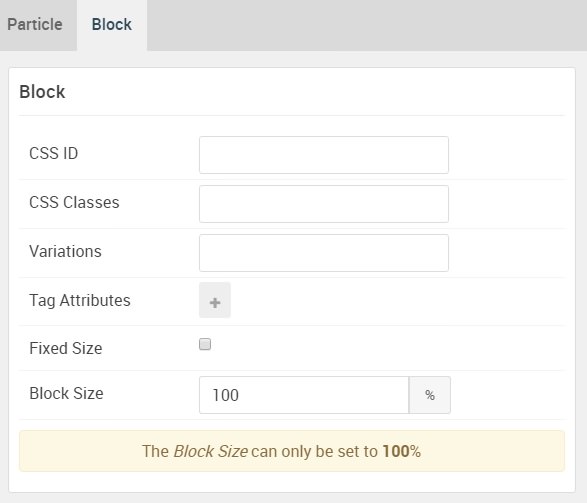 Particle Block
Block
CSS ID
CSS Classes
Variations
Tag Attributes +
Fixed Size
Block Size 100 %
The Block Size can only be set to 100%